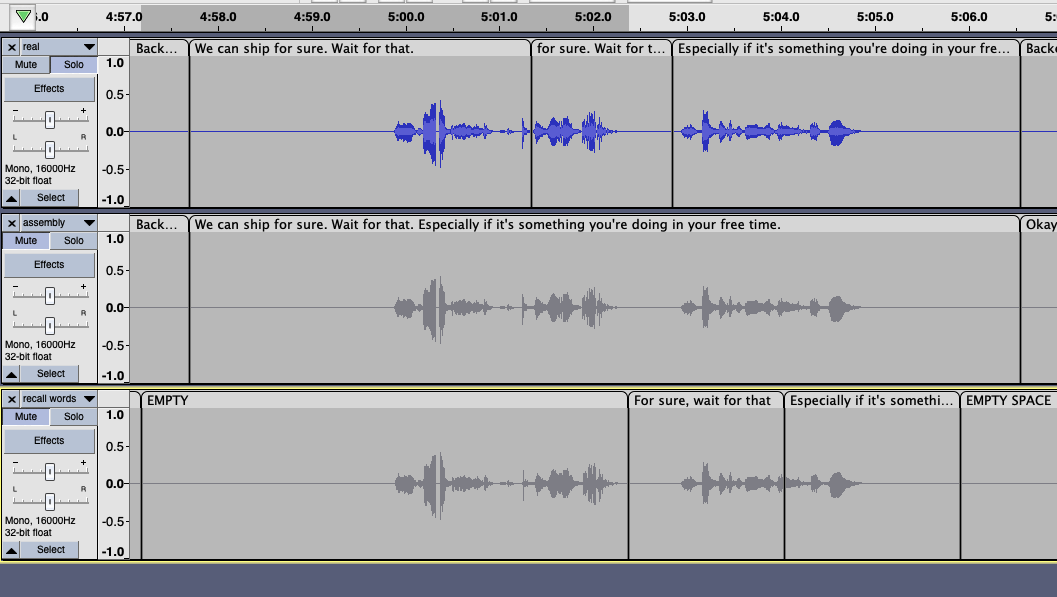 6.0 4:57.0 4:58.0 4:59.0 5:00.0 5:01.0 5:02.0 5:03.0 5:04.0 5:05.0 5:06.0 5:
× real
Back... We can ship for sure. Wait for that. for sure. Wait for t... Especially if it's something you're doing in your fre... Back
Mute Solo
1.0
Effects
0.5
- +
0.0
L R
Mono, 16000Hz
-0.5
32-bit float
Select
-1.0
× assembly
Back... We can ship for sure. Wait for that. Especially if it's something you're doing in your free time. Okay
Mute Solo
1.0
Effects
0.5
- +
0.0
L R
Mono, 16000Hz
-0.5
32-bit float
Select
-1.0
× recall words
EMPTY For sure, wait for that Especially if it's somethi... EMPTY SPACE
Mute Solo
1.0
Effects
0.5
- +
0.0
L R
Mono, 16000Hz
-0.5
32-bit float
Select
-1.0